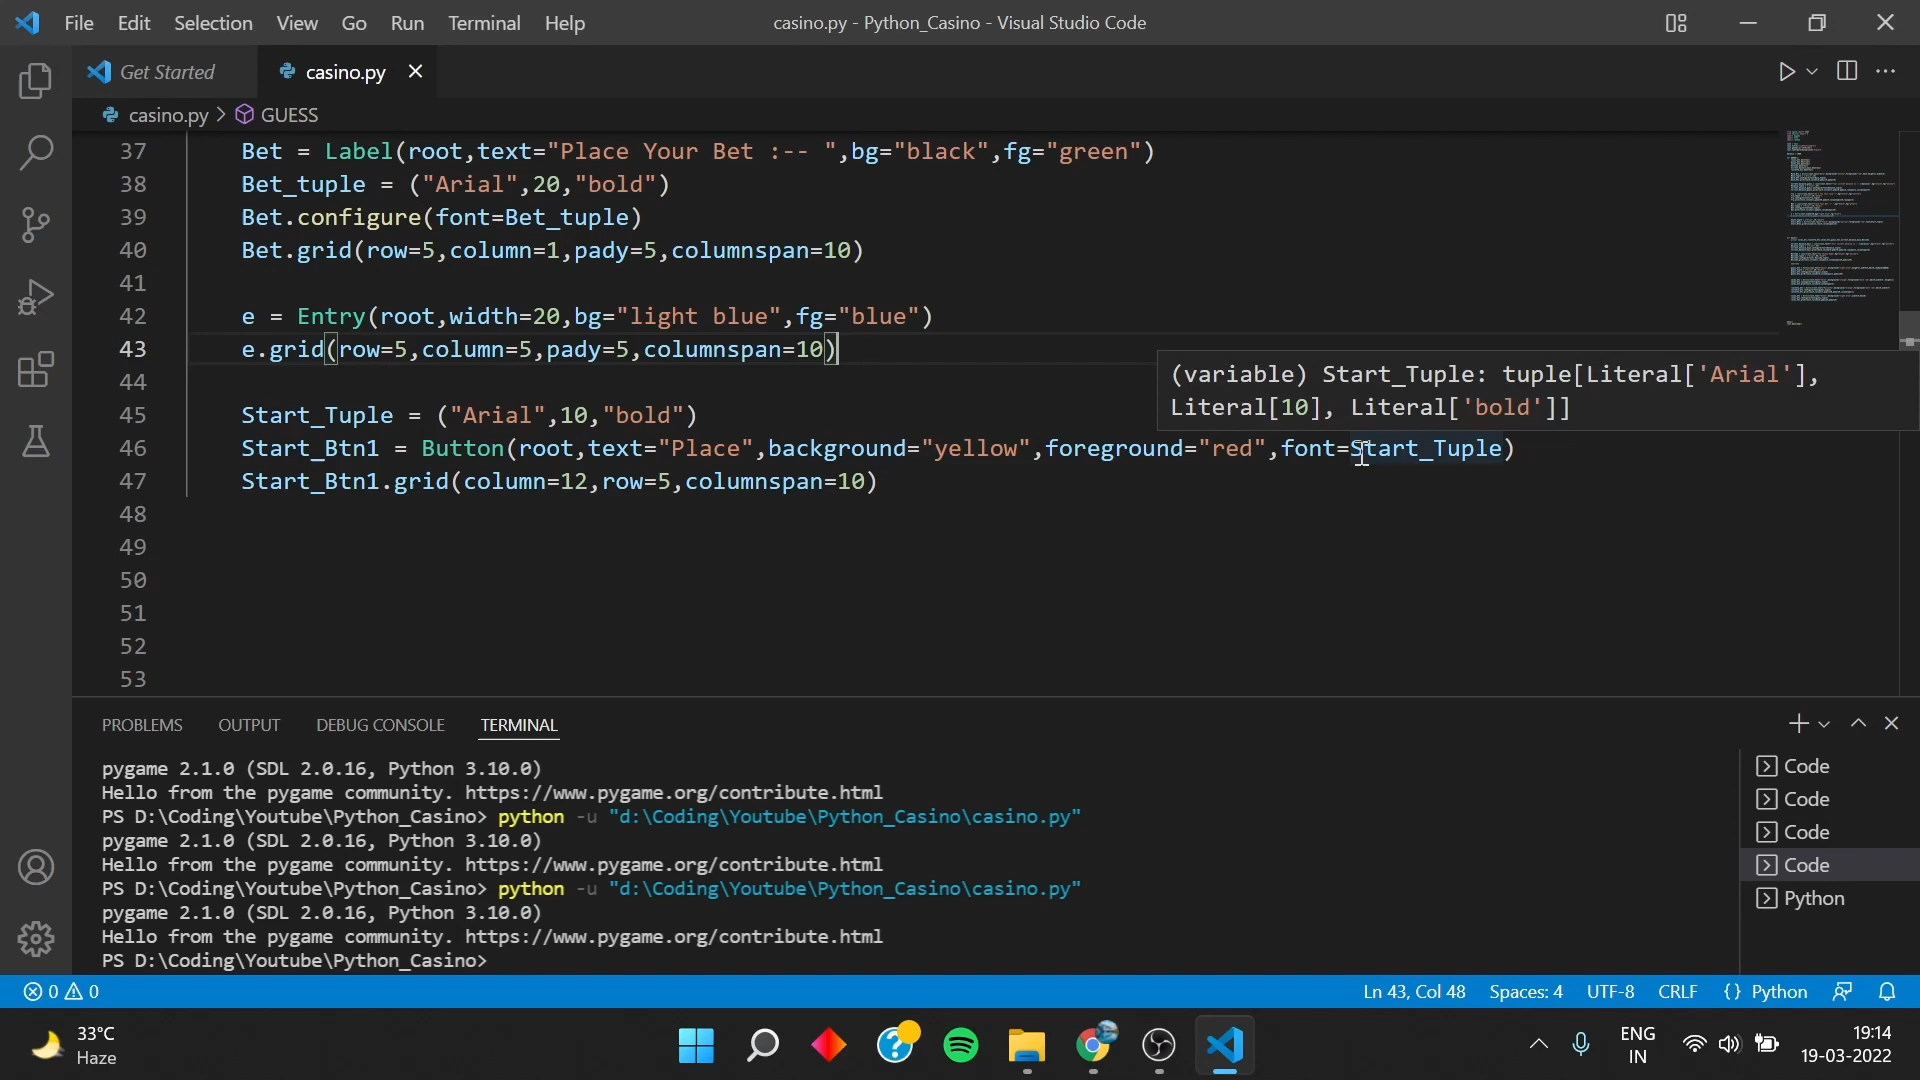 File Edit Selection View Go Run Terminal Help casino.py - Python_Casino - Visual Studio Code
Get Started casino.py
casino.py > GUESS
37 Bet = Label(root,text="Place Your Bet :-- ",bg="black",fg="green")
38 Bet_tuple = ("Arial",20,"bold")
39 Bet.configure(font=Bet_tuple)
40 Bet.grid(row=5,column=1,pady=5,columnspan=10)
41
42 e = Entry(root,width=20,bg="light blue",fg="blue")
43 e.grid(row=5,column=5,pady=5,columnspan=10)
44
(variable) Start_Tuple: tuple[Literal['Arial'],
Literal[10], Literal['bold']]
45 Start_Tuple = ("Arial",10,"bold")
46 Start_Btn1 = Button(root,text="Place",background="yellow",foreground="red",font=Start_Tuple)
47 Start_Btn1.grid(column=12,row=5,columnspan=10)
48
49
50
51
52
53
PROBLEMS OUTPUT DEBUG CONSOLE TERMINAL
pygame 2.1.0 (SDL 2.0.16, Python 3.10.0)
Hello from the pygame community. https://www.pygame.org/contribute.html
PS D:\Coding\Youtube\Python_Casino> python -u "d:\Coding\Youtube\Python_Casino\casino.py"
pygame 2.1.0 (SDL 2.0.16, Python 3.10.0)
Hello from the pygame community. https://www.pygame.org/contribute.html
PS D:\Coding\Youtube\Python_Casino> python -u "d:\Coding\Youtube\Python_Casino\casino.py"
pygame 2.1.0 (SDL 2.0.16, Python 3.10.0)
Hello from the pygame community. https://www.pygame.org/contribute.html
PS D:\Coding\Youtube\Python_Casino>
Code
Code
Code
Code
Python
0 0 Ln 43, Col 48 Spaces: 4 UTF-8 CRLF {} Python
33°C
Haze
ENG
IN
19:14
19-03-2022